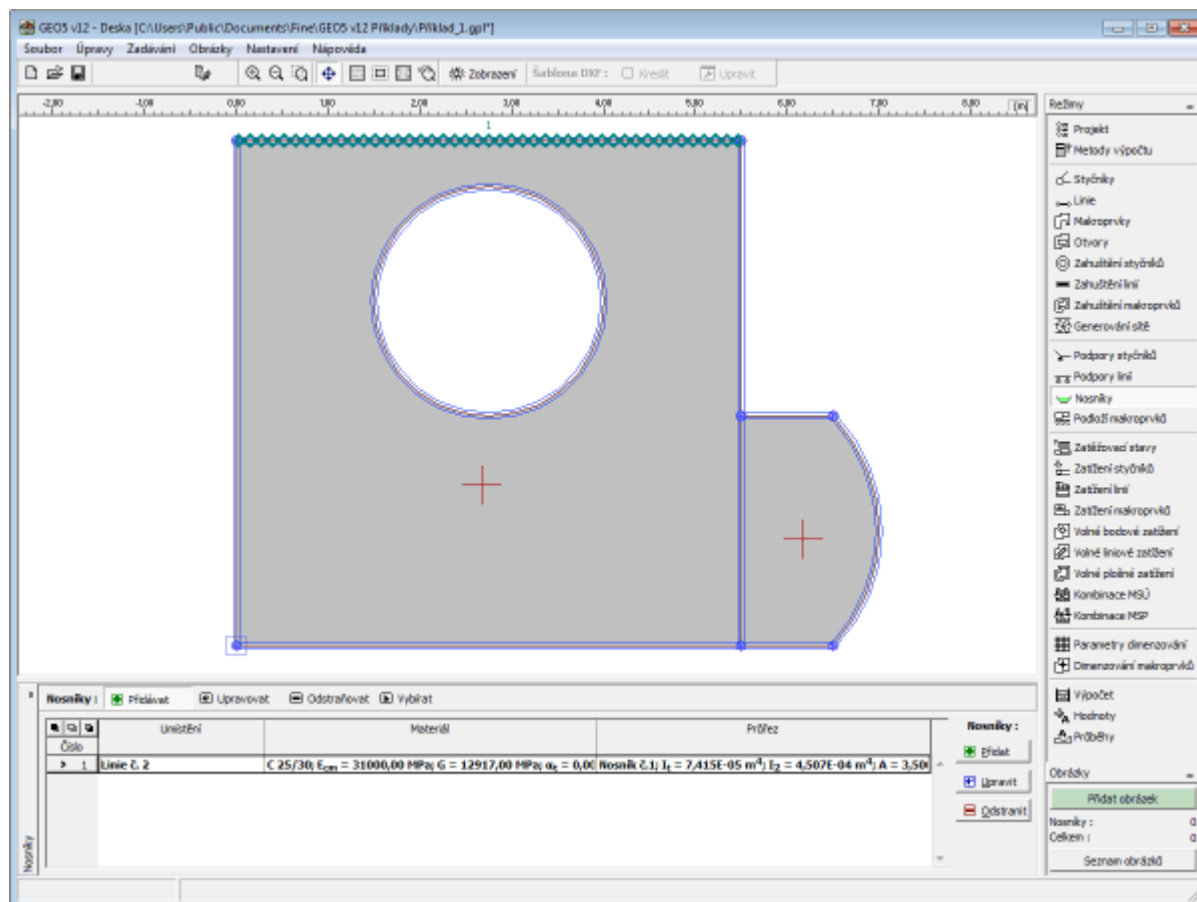 GEO5 v12 - Deska [C:\Users\Public\Documents\Fine\GEO5 v12 Příklady\Příklad_1.gpl*]
Soubor Úpravy Zadávání Obrázky Nastavení Nápověda
Zobrazení Šablona DXF: Kreslit Upravit
-2,00 -1,00 0,00 1,00 2,00 3,00 4,00 5,00 6,00 7,00 8,00 [m]
1
Režimy
Projekt
Metody výpočtu
Styčníky
Linie
Makroprvky
Otvory
Zahuštění styčníků
Zahuštění linií
Zahuštění makroprvků
Generování sítě
Podpory styčníků
Podpory linií
Nosníky
Podloží makroprvků
Zatěžovací stavy
Zatížení styčníků
Zatížení linií
Zatížení makroprvků
Volné bodové zatížení
Volné liniové zatížení
Volné plošné zatížení
Kombinace MSÚ
Kombinace MSP
Parametry dimenzování
Dimenzování makroprvků
Výpočet
Hodnoty
Průběhy
Obrázky
Přidat obrázek
Nosníky : 0
Celkem : 0
Seznam obrázků
Nosníky : Přidávat Upravovat Odstraňovat Vybírat
Číslo Umístění Materiál Průřez
> 1 Linie č. 2 C 25/30; Ecm = 31000,00 MPa; G = 12917,00 MPa; αt = 0,00 Nosník č.1; It = 7,415E-05 m4; I2 = 4,507E-04 m4; A = 3,500
Nosníky :
Přidat
Upravit
Odstranit
Nosníky